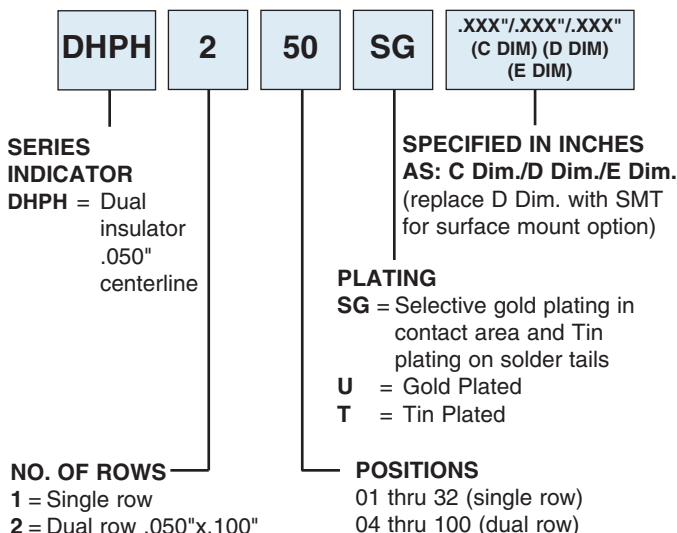 DHPH 2 50 SG .XXX"/.XXX"/.XXX"
(C DIM) (D DIM)
(E DIM)
SERIES
INDICATOR
DHPH = Dual
insulator
.050"
centerline
SPECIFIED IN INCHES
AS: C Dim./D Dim./E Dim.
(replace D Dim. with SMT
for surface mount option)
PLATING
SG = Selective gold plating in
contact area and Tin
plating on solder tails
U = Gold Plated
T = Tin Plated
NO. OF ROWS
1 = Single row
2 = Dual row .050"x.100"
POSITIONS
01 thru 32 (single row)
04 thru 100 (dual row)